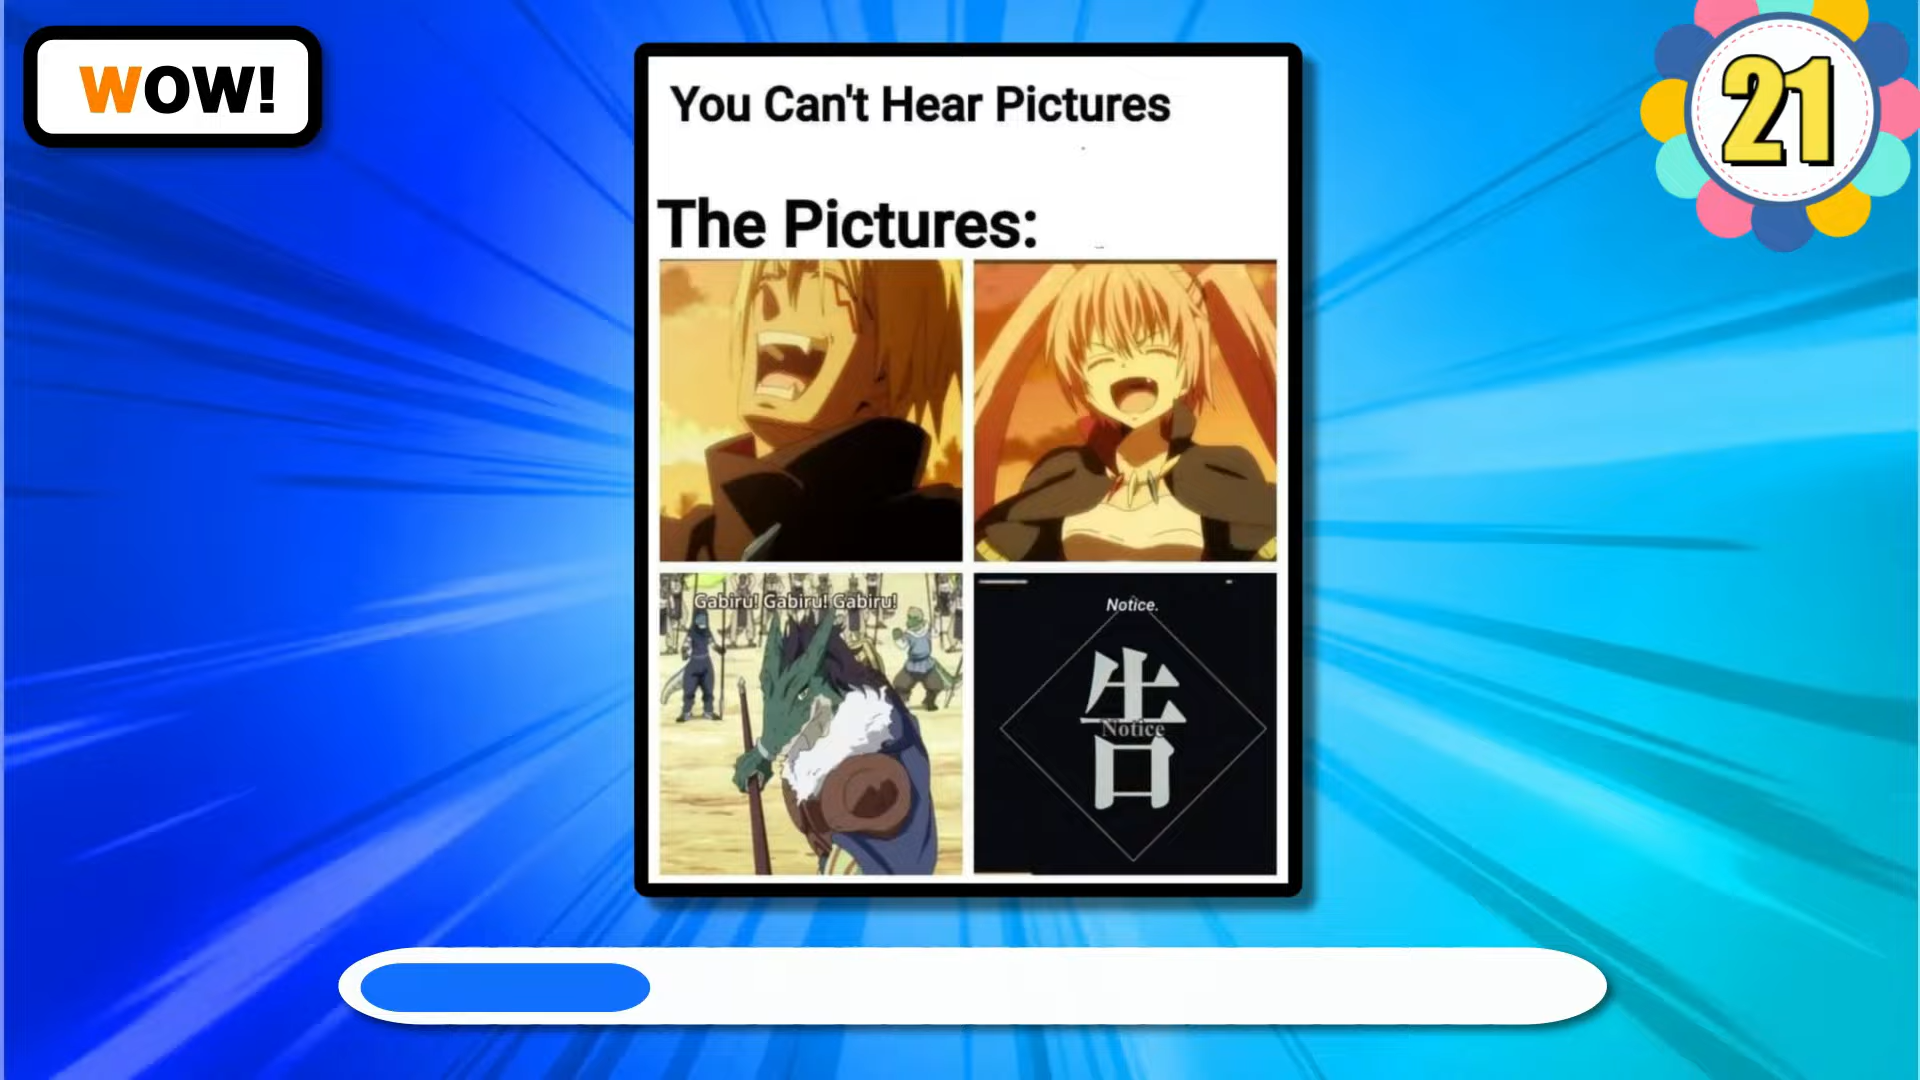 WOW!
21
You Can't Hear Pictures
The Pictures:
Gabiru! Gabiru! Gabiru!
Notice.
告
Notice